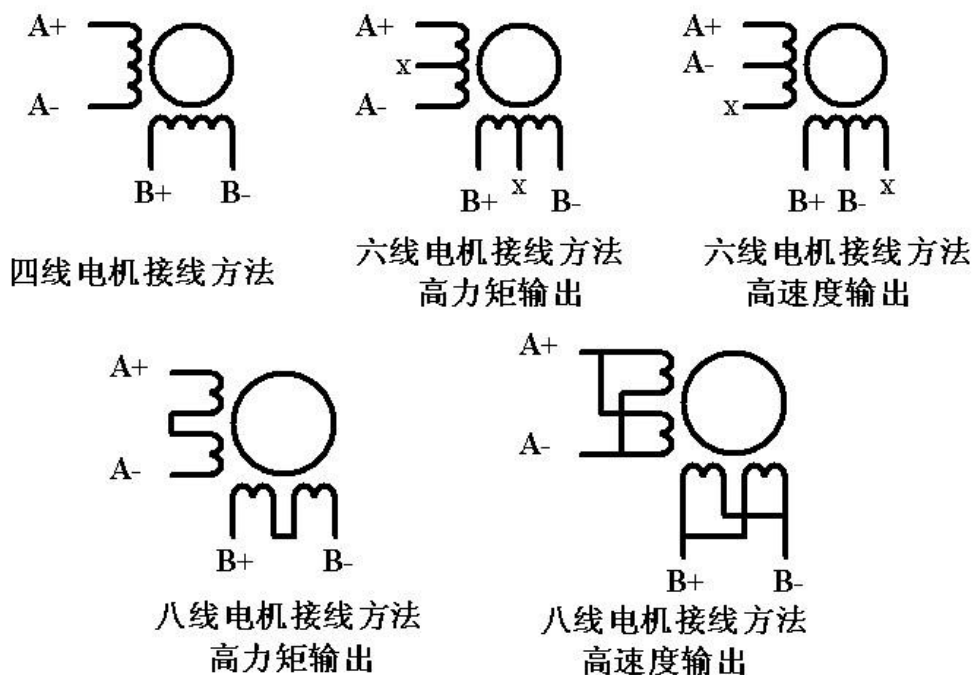 A+
A-
B+ B-
四线电机接线方法
A+
x
A-
B+ x B-
六线电机接线方法
高力矩输出
A+
A-
x
B+ B- x
六线电机接线方法
高速度输出
A+
A-
B+ B-
八线电机接线方法
高力矩输出
A+
A-
B+ B-
八线电机接线方法
高速度输出